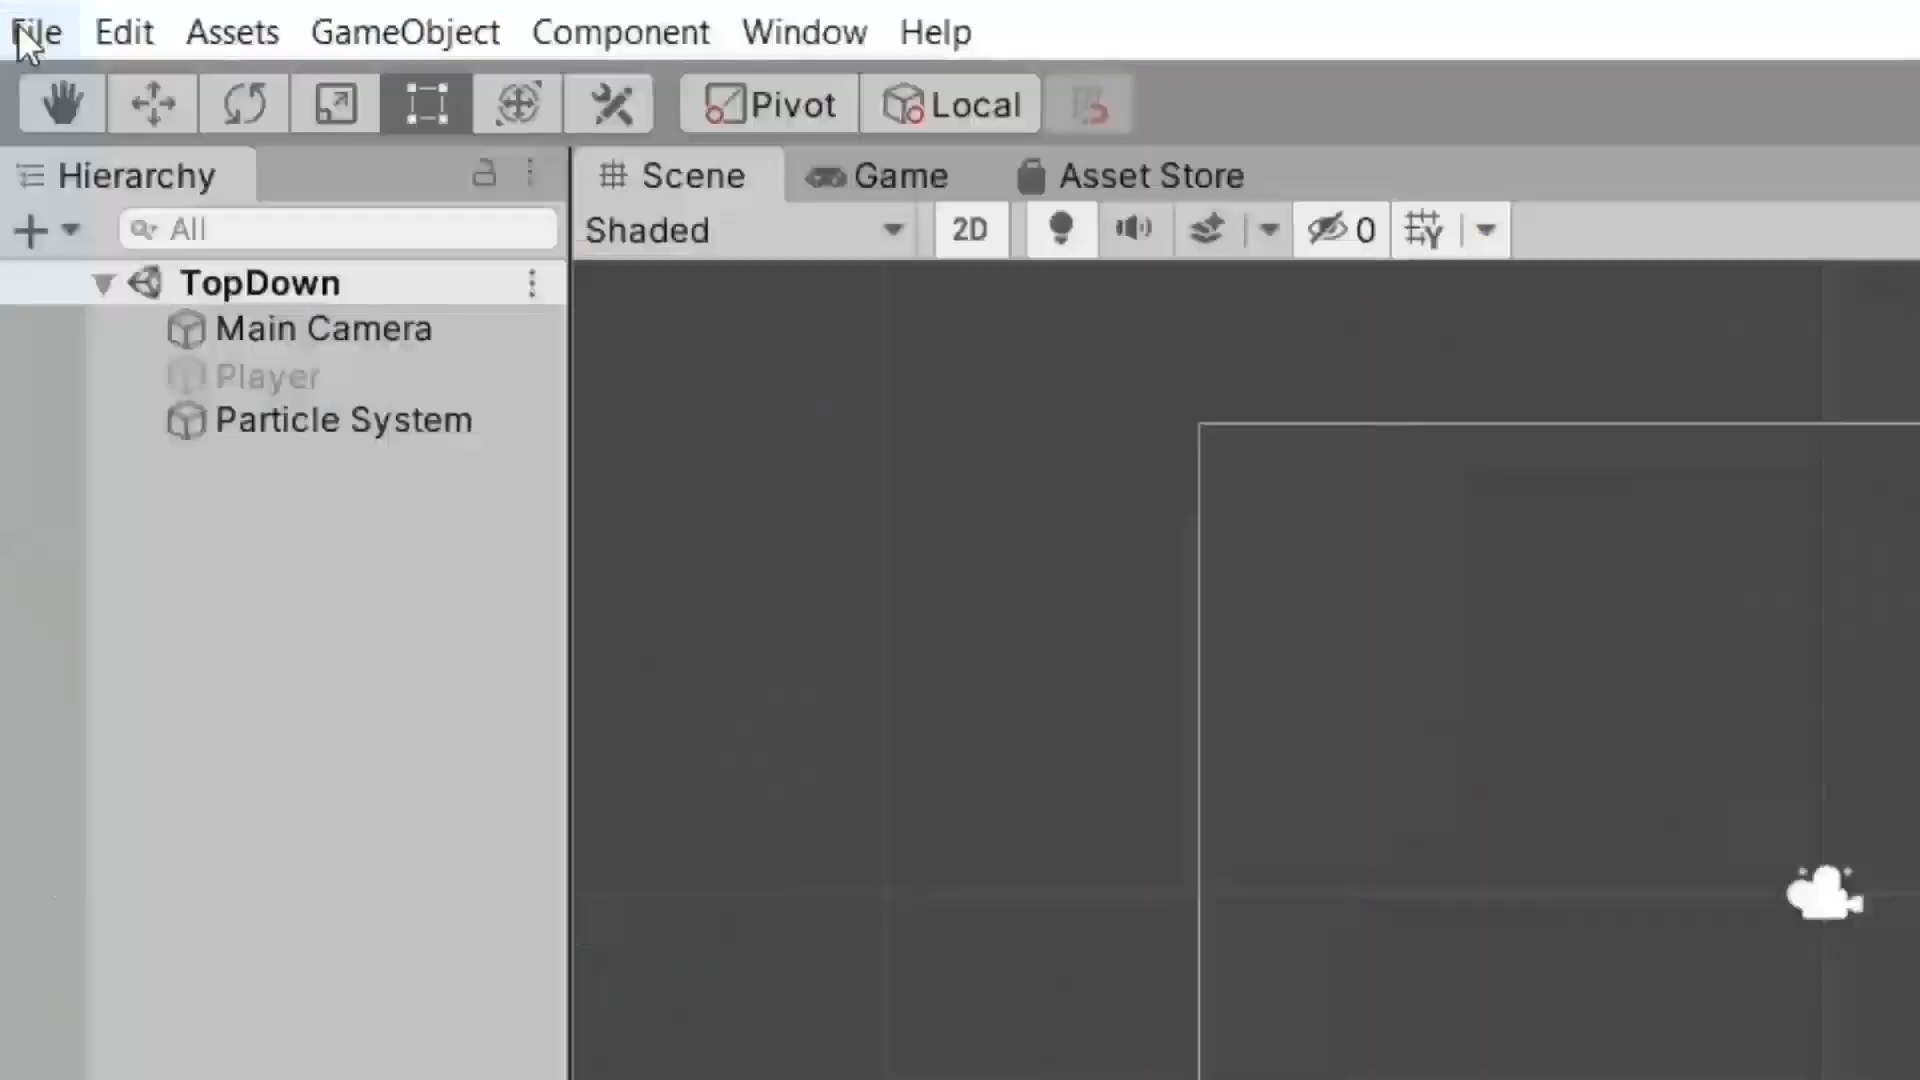 File Edit Assets GameObject Component Window Help
Pivot Local
Hierarchy
Scene Game Asset Store
All
Shaded 2D 0
TopDown
Main Camera
Player
Particle System